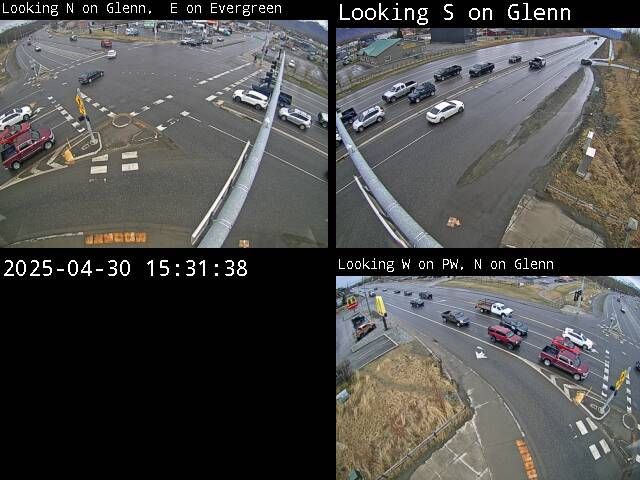 Looking N on Glenn,  E on Evergreen
Looking S on Glenn
2025-04-30 15:31:38
Looking W on PW, N on Glenn